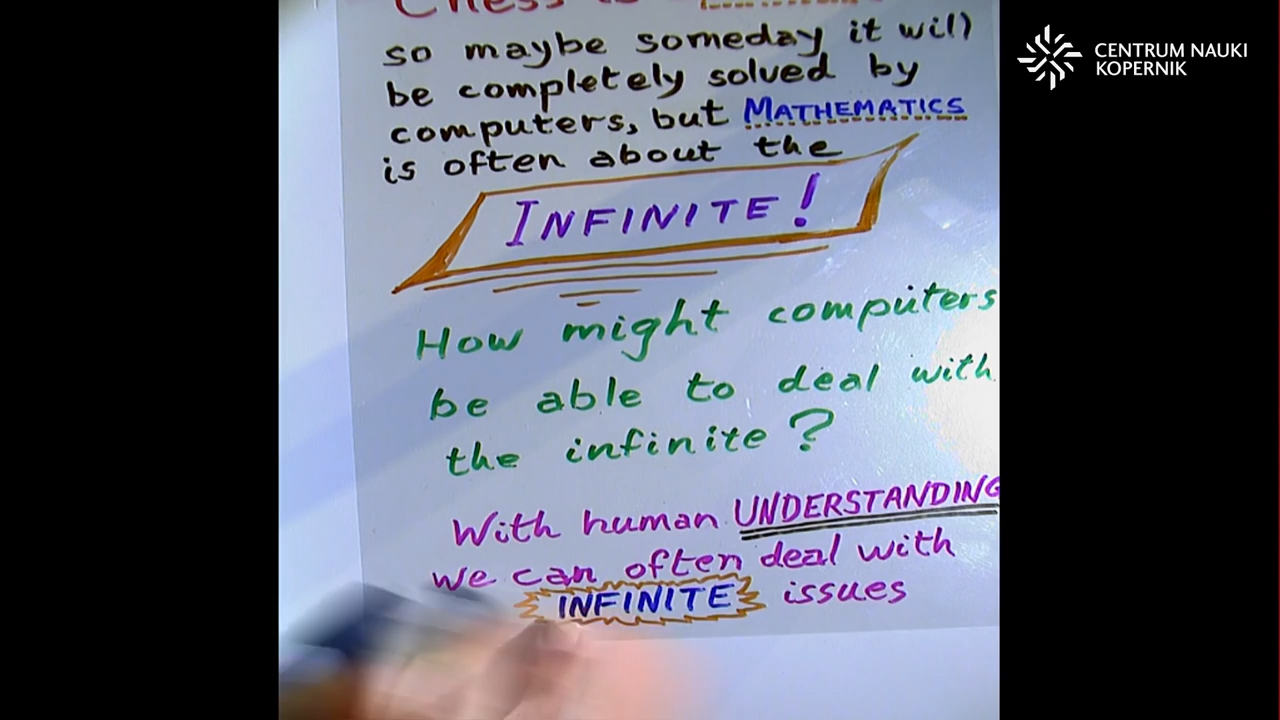 Chess is
so maybe someday it will
be completely solved by
computers, but MATHEMATICS
is often about the
INFINITE!
How might computers
be able to deal with
the infinite?
With human UNDERSTANDING
we can often deal with
INFINITE issues
CENTRUM NAUKI
KOPERNIK